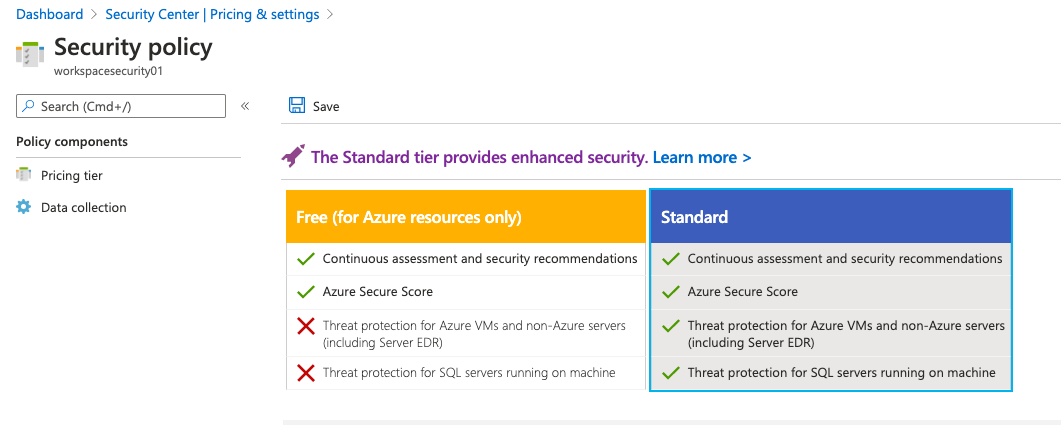 Dashboard > Security Center | Pricing & settings >
Security policy
workspacesecurity01
Search (Cmd+/)
«
Policy components
Pricing tier
Data collection
Save
The Standard tier provides enhanced security. Learn more >
Free (for Azure resources only)
Continuous assessment and security recommendations
Azure Secure Score
Threat protection for Azure VMs and non-Azure servers
(including Server EDR)
Threat protection for SQL servers running on machine
Standard
Continuous assessment and security recommendations
Azure Secure Score
Threat protection for Azure VMs and non-Azure servers
(including Server EDR)
Threat protection for SQL servers running on machine